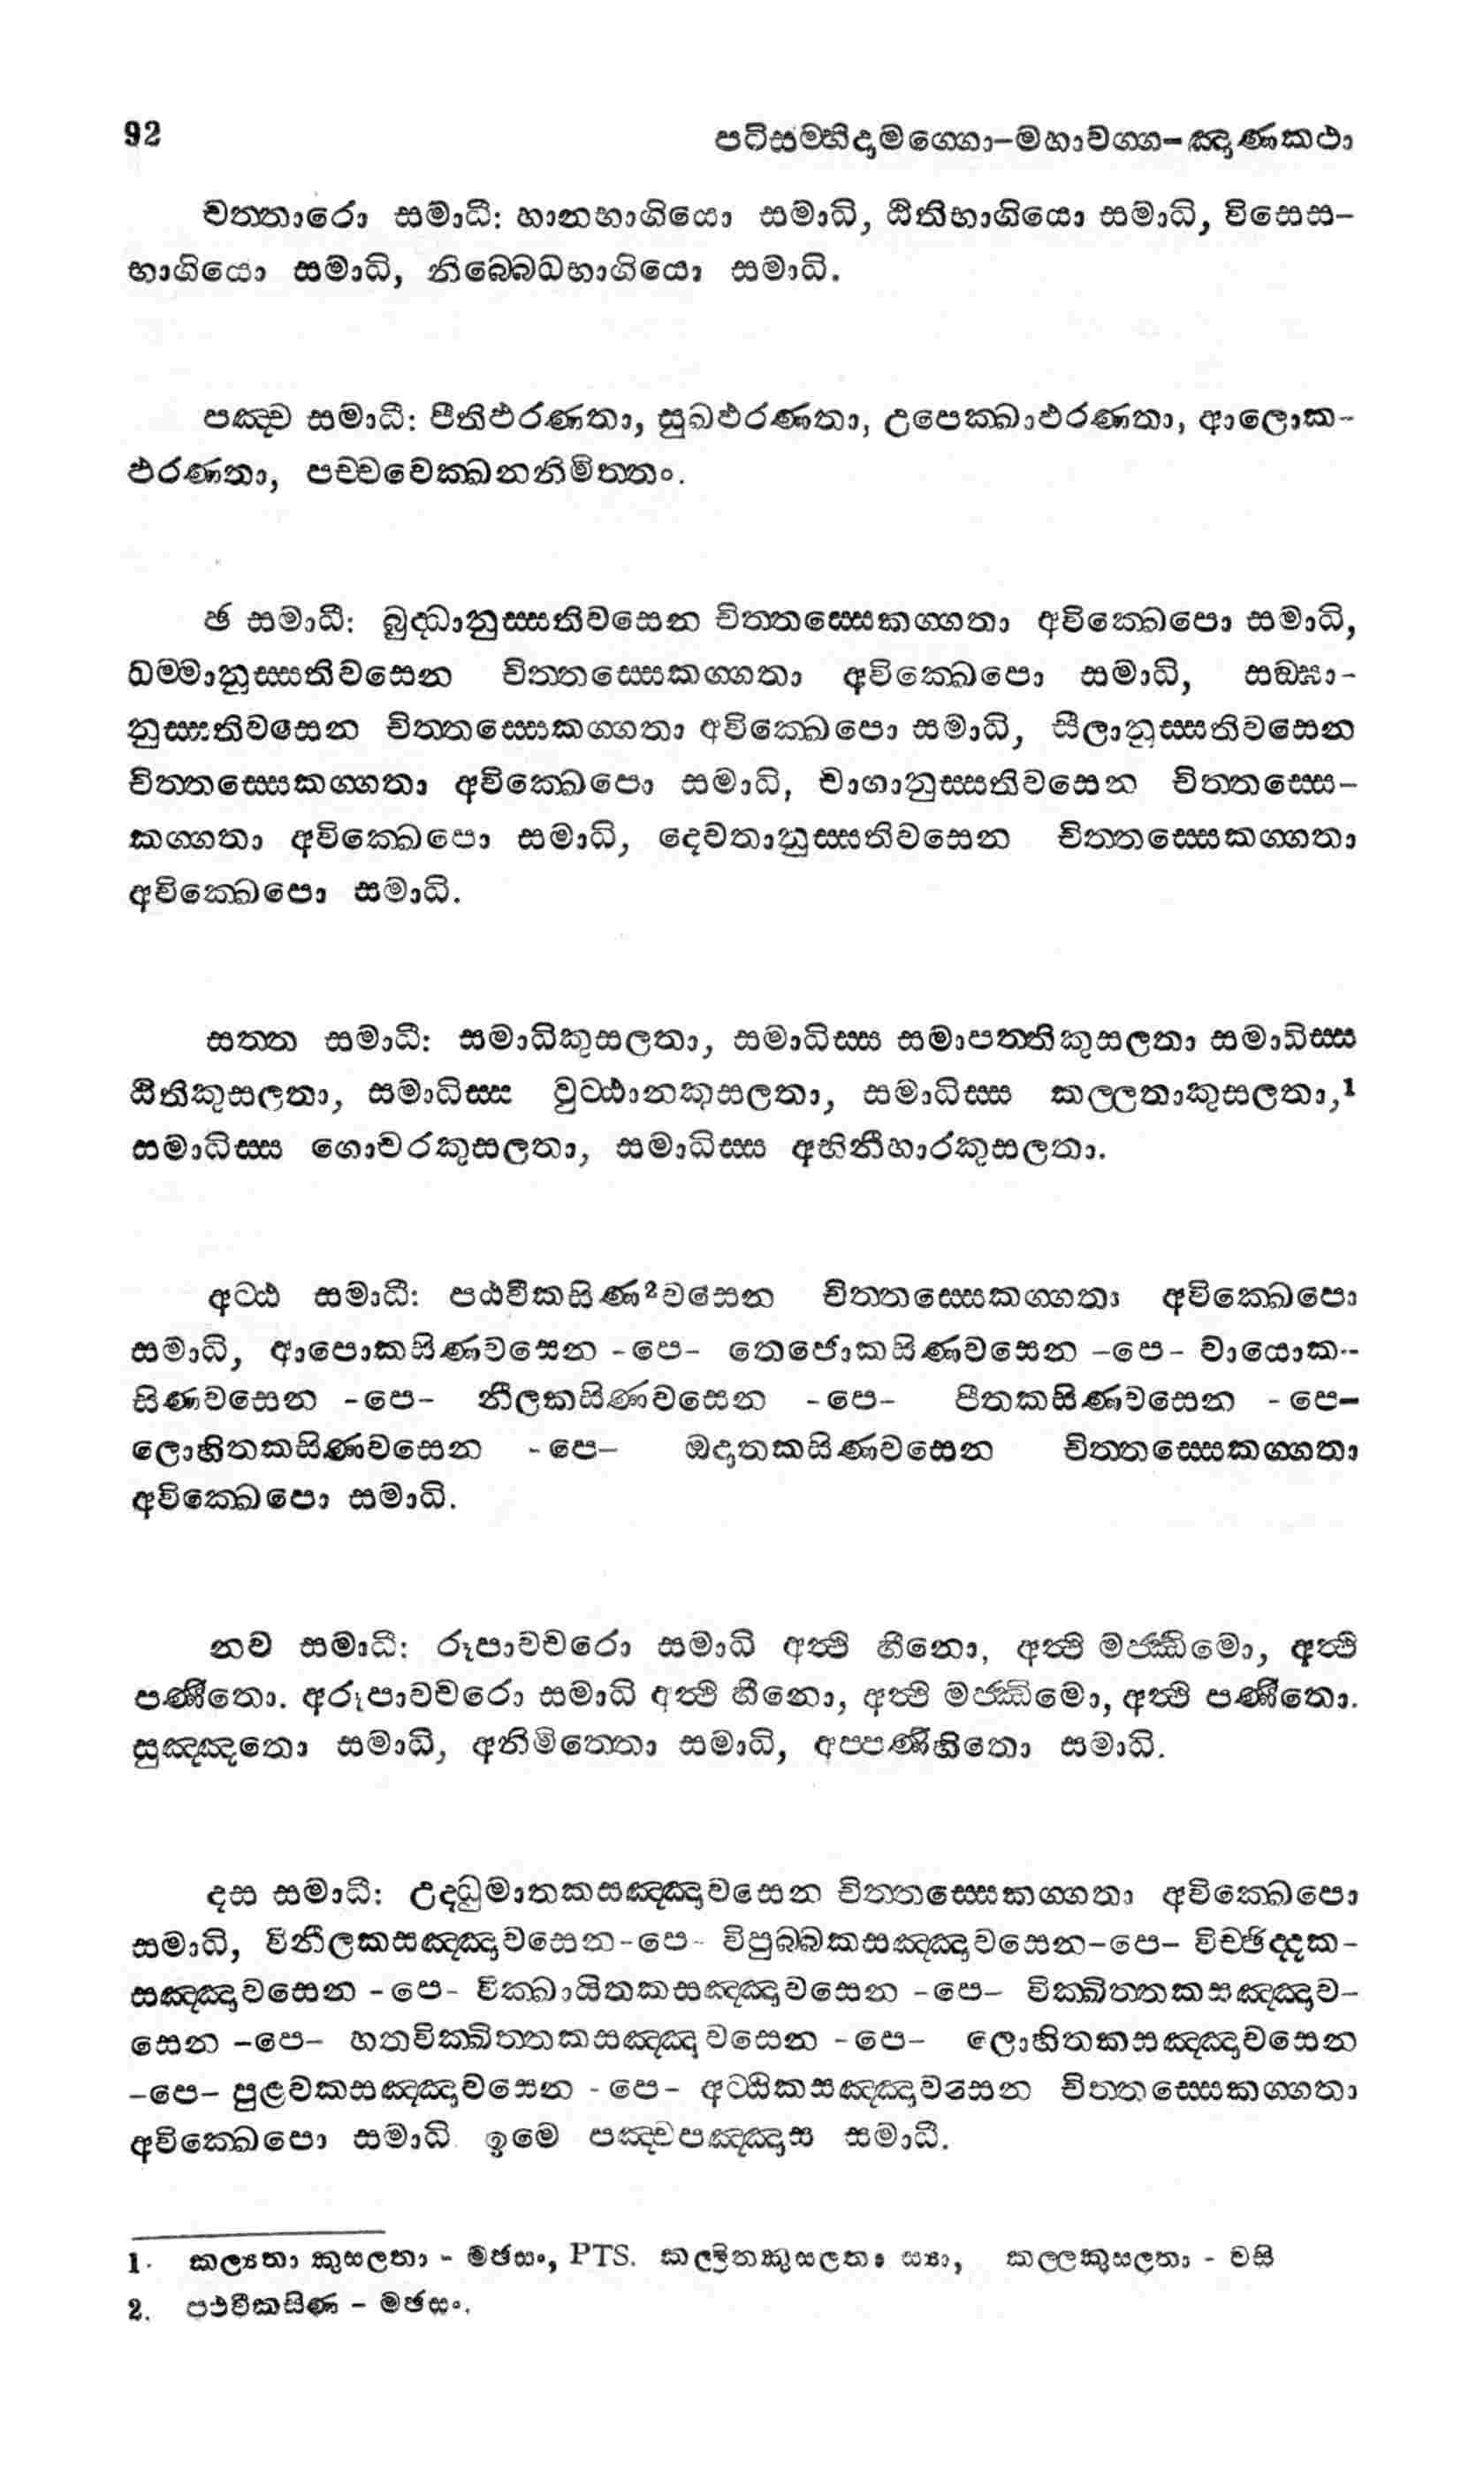 92 පටිසම්භිදාමග්ගො–මහාවග්ග–ඤාණකථා
චත්තාරො සමාධී: හානභාගියො සමාධි, ඨිතිභාගියො සමාධි, විසෙස–
භාගියො සමාධි, නිබ්බෙධභාගියො සමාධි.
පඤ්ච සමාධී: පීතිඵරණතා, සුඛඵරණතා, උපෙක්ඛාඵරණතා, ආලොක-
ඵරණතා, පච්චවෙක්ඛනනිමිත්තං.
ඡ සමාධී: බුද්ධානුස්සතිවසෙන චිත්තස්සෙකග්ගතා අවික්ඛෙපො සමාධි,
ධම්මානුස්සතිවසෙන චිත්තස්සෙකග්ගතා අවික්ඛෙපො සමාධි, සඞ්ඝා-
නුස්සතිවසෙන චිත්තස්සෙකග්ගතා අවික්ඛෙපො සමාධි, සීලානුස්සතිවසෙන
චිත්තස්සෙකග්ගතා අවික්ඛෙපො සමාධි, චාගානුස්සතිවසෙන චිත්තස්සෙ–
කග්ගතා අවික්ඛෙපො සමාධි, දෙවතානුස්සතිවසෙන චිත්තස්සෙකග්ගතා
අවික්ඛෙපො සමාධි.
සත්ත සමාධී: සමාධිකුසලතා, සමාධිස්ස සමාපත්තිකුසලතා සමාධිස්ස
ඨිතිකුසලතා, සමාධිස්ස වුට්ඨානකුසලතා, සමාධිස්ස කල්ලතාකුසලතා,1
සමාධිස්ස ගොචරකුසලතා, සමාධිස්ස අභිනීහාරකුසලතා.
අට්ඨ සමාධී: පඨවීකසිණ2වසෙන චිත්තස්සෙකග්ගතා අවික්ඛෙපො
සමාධි, ආපොකසිණවසෙන -පෙ- තෙජොකසිණවසෙන –පෙ- වායොක--
සිණවසෙන -පෙ- නීලකසිණවසෙන -පෙ- පීතකසිණවසෙන -පෙ–
ලොහිතකසිණවසෙන -පෙ– ඔදාතකසිණවසෙන චිත්තස්සෙකග්ගතා
අවික්ඛෙපො සමාධි.
නව සමාධී: රූපාවචරො සමාධි අත්ථි හීනො, අත්ථි මජ්ඣිමො, අත්ථි
පණීතො. අරූපාවචරො සමාධි අත්ථි හීනො, අත්ථි මජ්ඣිමො, අත්ථි පණීතො.
සුඤ්ඤතො සමාධි, අනිමිත්තො සමාධි, අප්පණිහිතො සමාධි.
දස සමාධී: උද්ධුමාතකසඤ්ඤාවසෙන චිත්තස්සෙකග්ගතා අවික්ඛෙපො
සමාධි, විනීලකසඤ්ඤාවසෙන-පෙ- විපුබ්බකසඤ්ඤාවසෙන–පෙ– විච්ඡිද්දක-
සඤ්ඤාවසෙන -පෙ- වික්ඛායිතකසඤ්ඤාවසෙන -පෙ– වික්ඛිත්තකසඤ්ඤාව–
සෙන –පෙ– හතවික්ඛිත්තකසඤ්ඤාවසෙන -පෙ– ලොහිතකසඤ්ඤාවසෙන
–පෙ– පුළවකසඤ්ඤාවසෙන -පෙ- අට්ඨිකසඤ්ඤාවසෙන චිත්තස්සෙකග්ගතා
අවික්ඛෙපො සමාධි. ඉමෙ පඤ්චපඤ්ඤාස සමාධී.
1. කල්‍යතා කුසලතා - මඡසං, PTS. කල්ලිතකුසලතා ස්‍යා, කල්ලකුසලතා - වසි
2. පථවීකසිණ – මඡසං.